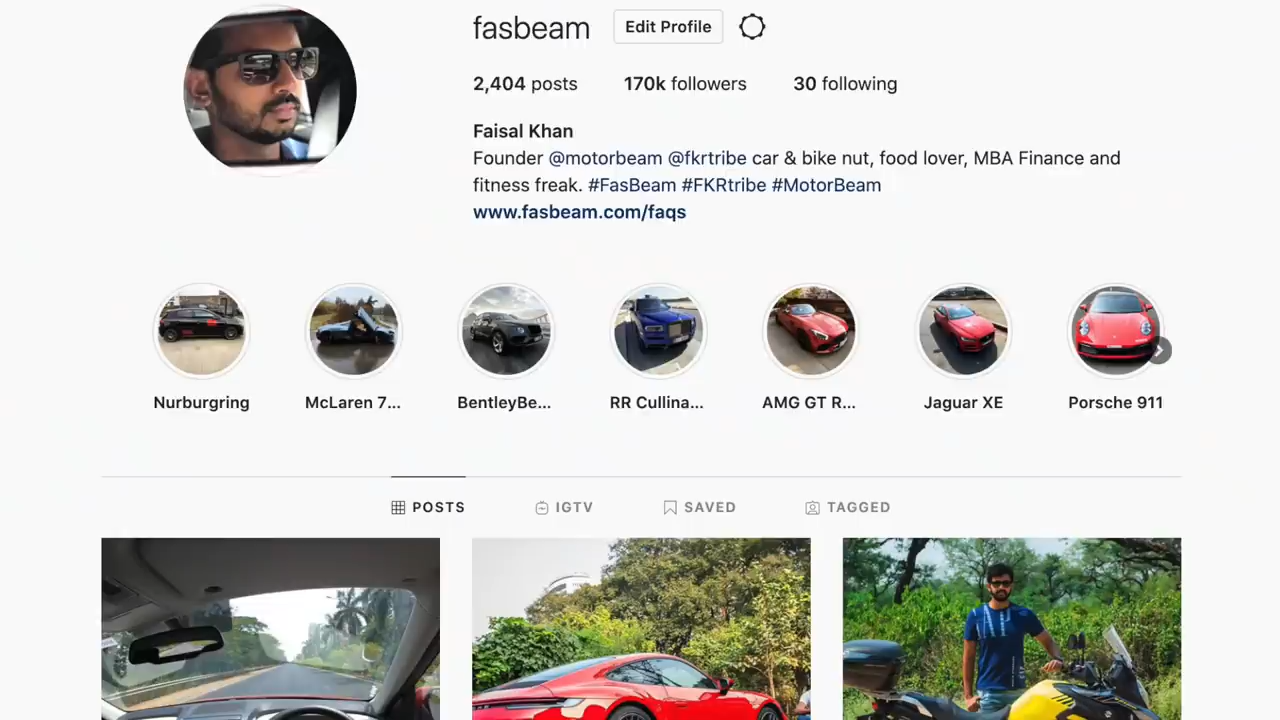 fasbeam Edit Profile
2,404 posts 170k followers 30 following
Faisal Khan
Founder @motorbeam @fkrtribe car & bike nut, food lover, MBA Finance and
fitness freak. #FasBeam #FKRtribe #MotorBeam
www.fasbeam.com/faqs
Nurburgring McLaren 7... BentleyBe... RR Cullina... AMG GT R... Jaguar XE Porsche 911
POSTS IGTV SAVED TAGGED